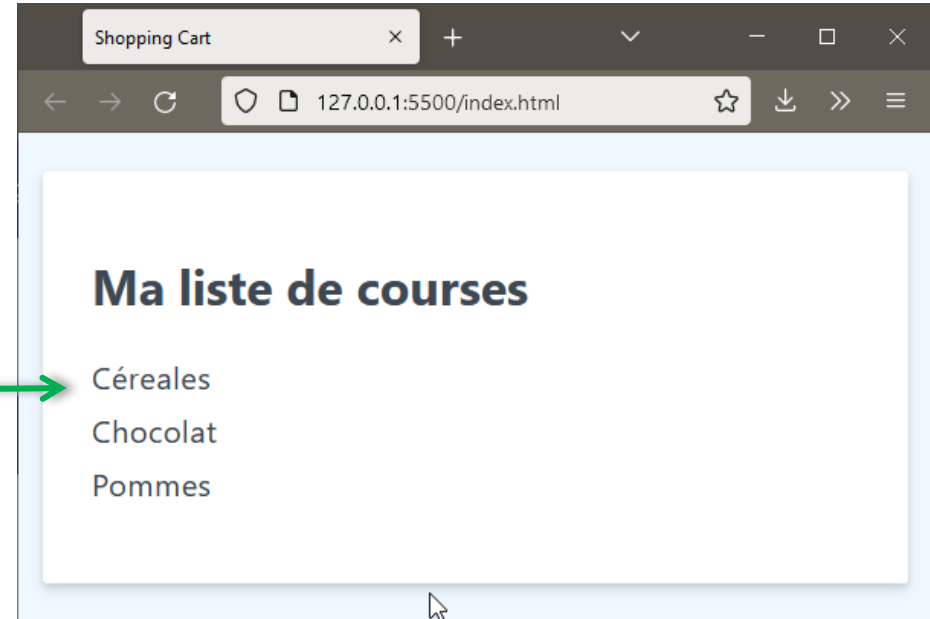 Shopping Cart
127.0.0.1:5500/index.html
Ma liste de courses
Céreales
Chocolat
Pommes